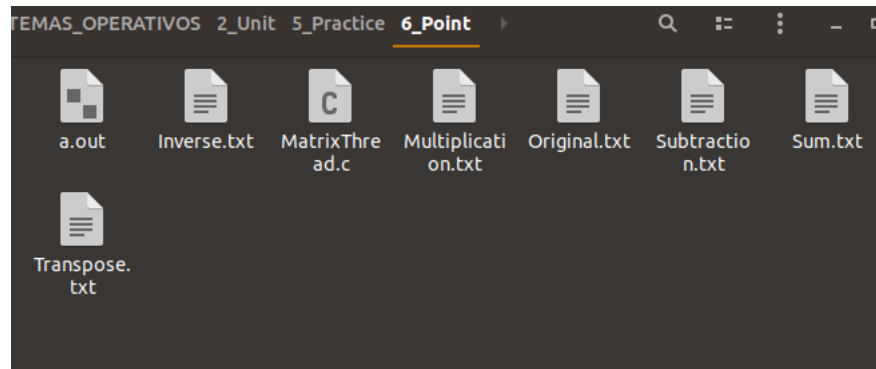 TEMAS_OPERATIVOS 2_Unit 5_Practice 6_Point
a.out Inverse.txt MatrixThre Multiplicati Original.txt Subtractio Sum.txt
ad.c on.txt n.txt
C
Transpose.
txt